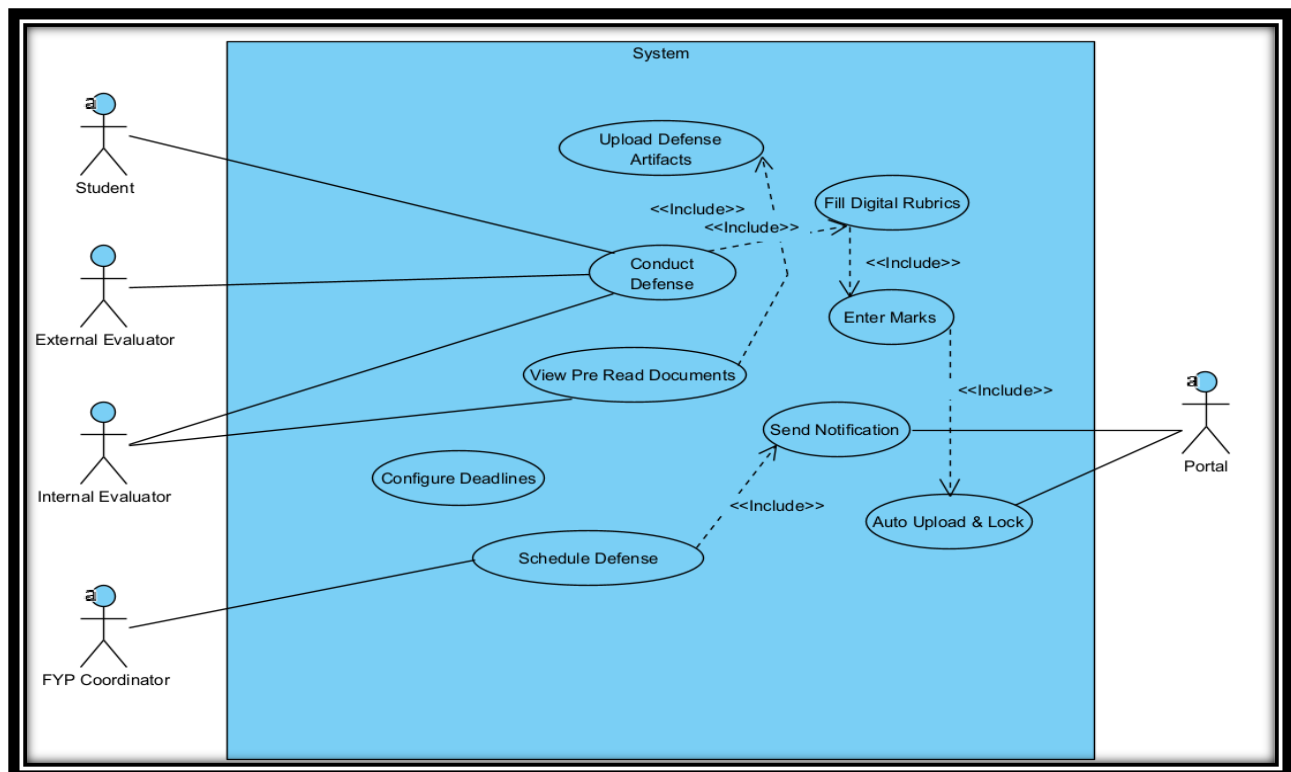 System
a
Student
Upload Defense
Artifacts
<<Include>>
Fill Digital Rubrics
<<Include>>
External Evaluator
Conduct
Defense
<<Include>>
Enter Marks
View Pre Read Documents
<<Include>>
a
Portal
Internal Evaluator
Send Notification
Configure Deadlines
<<Include>>
Auto Upload & Lock
Schedule Defense
a
FYP Coordinator